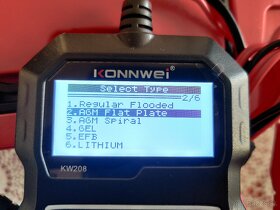 KONNWEI
Select Type
2/6
1.Regular Flooded
2.AGM Flat Plate
3.AGM Spiral
4.GEL
5.EFB
6.LITHIUM
KW208